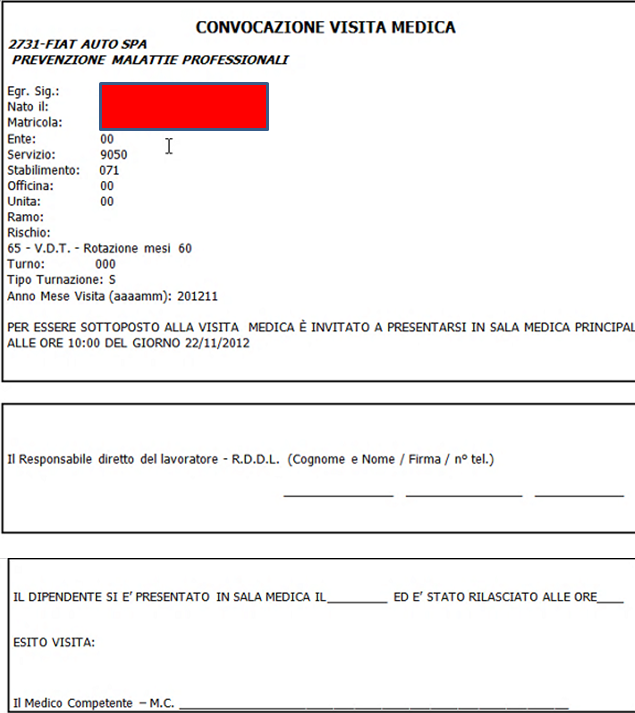 CONVOCAZIONE VISITA MEDICA
2731-FIAT AUTO SPA
PREVENZIONE MALATTIE PROFESSIONALI
Egr. Sig.:
Nato il:
Matricola:
Ente: 00
Servizio: 9050
Stabilimento: 071
Officina: 00
Unita: 00
Ramo:
Rischio:
65 - V.D.T. - Rotazione mesi 60
Turno: 000
Tipo Turnazione: S
Anno Mese Visita (aaaamm): 201211
PER ESSERE SOTTOPOSTO ALLA VISITA MEDICA È INVITATO A PRESENTARSI IN SALA MEDICA PRINCIPAL
ALLE ORE 10:00 DEL GIORNO 22/11/2012
Il Responsabile diretto del lavoratore - R.D.D.L. (Cognome e Nome / Firma / n° tel.)
IL DIPENDENTE SI E' PRESENTATO IN SALA MEDICA IL_________ ED E' STATO RILASCIATO ALLE ORE____
ESITO VISITA:
Il Medico Competente – M.C. ___________________________________________________________